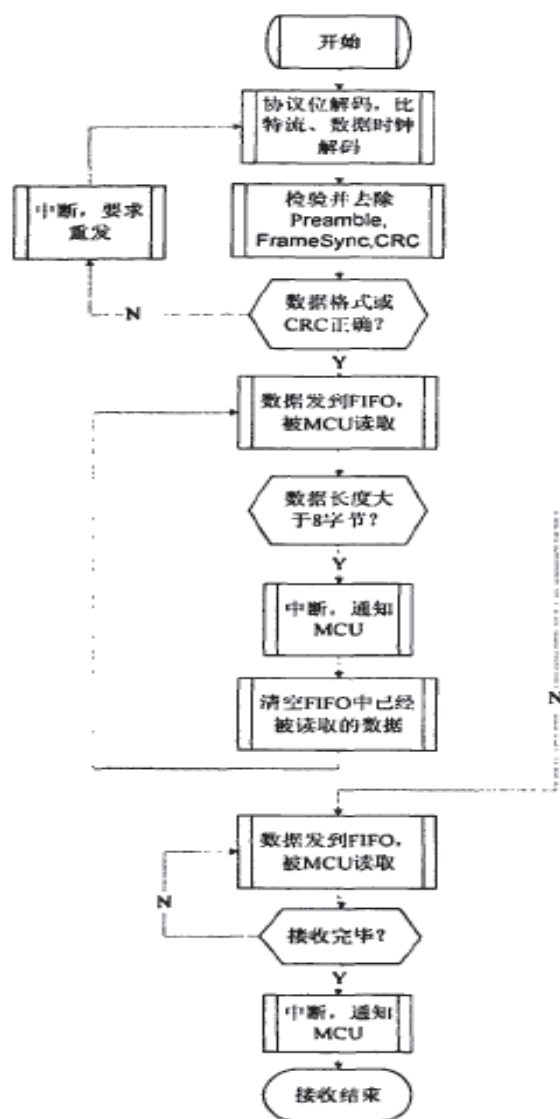 开始
协议位解码，比
特流、数据时钟
解码
中断，要求
重发
检验并去除
Preamble,
FrameSync,CRC
数据格式或
CRC正确？
N
Y
数据发到FIFO，
被MCU读取
数据长度大
于8字节？
Y
中断，通知
MCU
N
清空FIFO中已经
被读取的数据
数据发到FIFO，
被MCU读取
N
接收完毕？
Y
中断，通知
MCU
接收结束